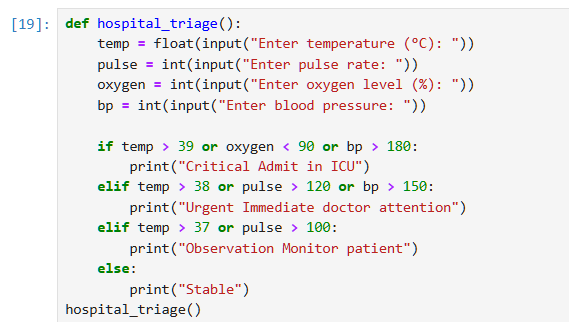 [19]: def hospital_triage():
    temp = float(input("Enter temperature (°C): "))
    pulse = int(input("Enter pulse rate: "))
    oxygen = int(input("Enter oxygen level (%): "))
    bp = int(input("Enter blood pressure: "))

    if temp > 39 or oxygen < 90 or bp > 180:
        print("Critical Admit in ICU")
    elif temp > 38 or pulse > 120 or bp > 150:
        print("Urgent Immediate doctor attention")
    elif temp > 37 or pulse > 100:
        print("Observation Monitor patient")
    else:
        print("Stable")
hospital_triage()